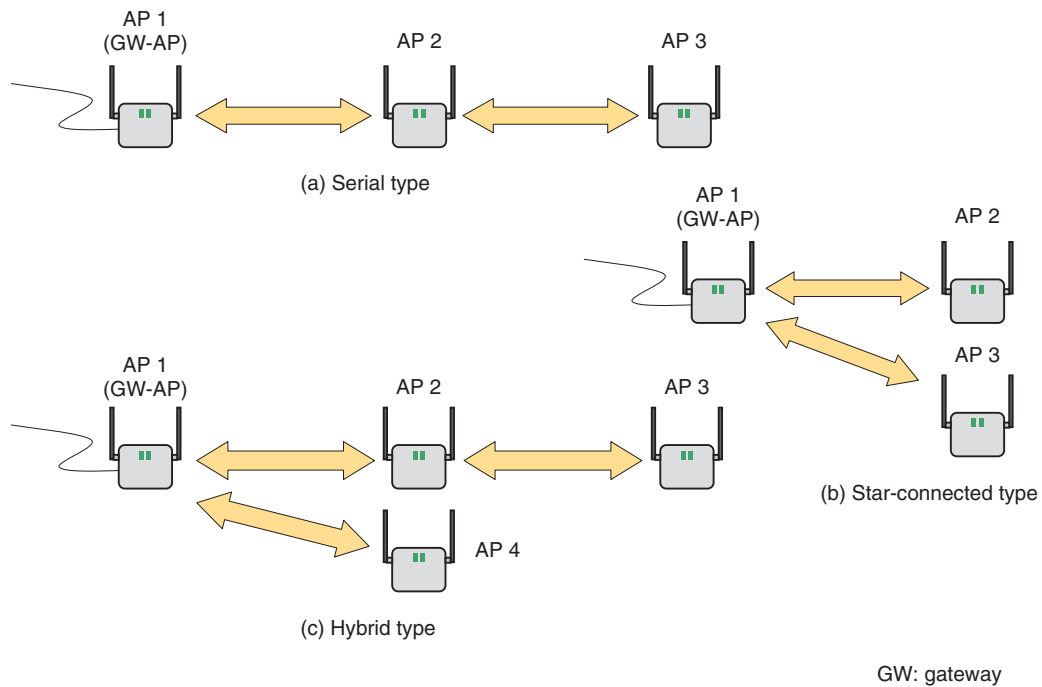 AP 1
(GW-AP)
AP 2
AP 3
(a) Serial type
AP 1
(GW-AP)
AP 2
AP 3
(b) Star-connected type
AP 1
(GW-AP)
AP 2
AP 3
AP 4
(c) Hybrid type
GW: gateway